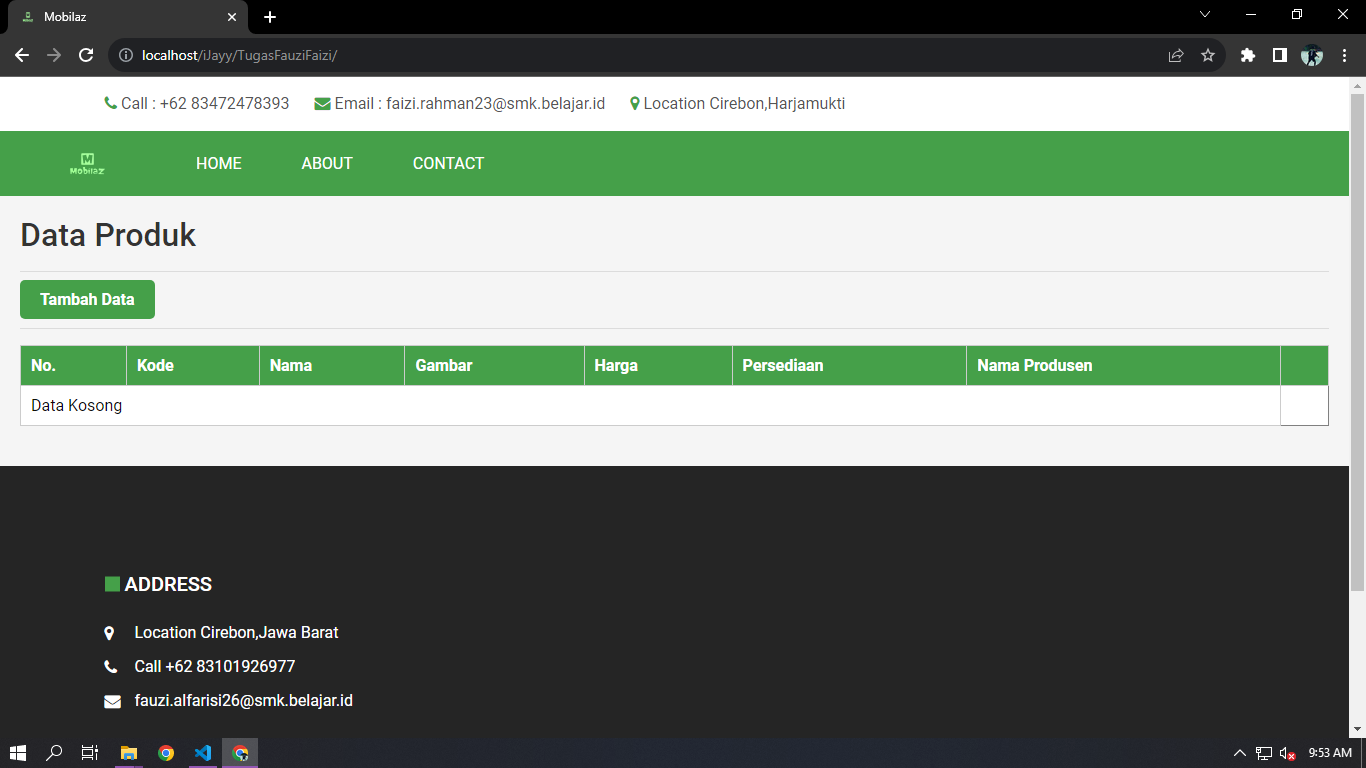 Mobilaz
localhost/iJayy/TugasFauziFaizi/
Call : +62 83472478393 Email : faizi.rahman23@smk.belajar.id Location Cirebon,Harjamukti
M
Mobilaz
HOME ABOUT CONTACT
Data Produk
Tambah Data
No. Kode Nama Gambar Harga Persediaan Nama Produsen
Data Kosong
ADDRESS
Location Cirebon,Jawa Barat
Call +62 83101926977
fauzi.alfarisi26@smk.belajar.id
9:53 AM